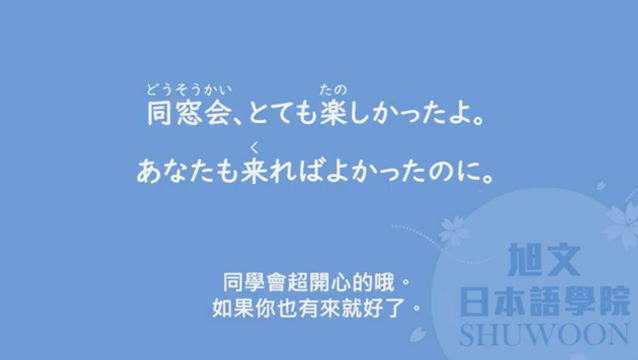 どうそうかい たの
同窓会、とても楽しかったよ。
く
あなたも来ればよかったのに。
同學會超開心的哦。
如果你也有來就好了。
旭文
日本語學院
SHUWOON